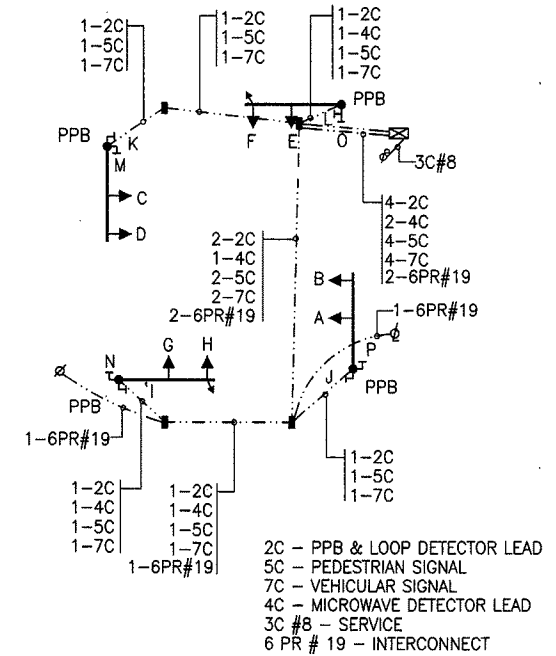 1-2C
1-5C
1-7C
1-2C
1-5C
1-7C
1-2C
1-4C
1-5C
1-7C
PPB
PPB
K
M
F
E
L
H
O
3C#8
C
D
4-2C
2-4C
4-5C
4-7C
2-6PR#19
2-2C
1-4C
2-5C
2-7C
2-6PR#19
B
A
1-6PR#19
P
J
PPB
N
G
H
I
PPB
1-6PR#19
1-2C
1-4C
1-5C
1-7C
1-2C
1-4C
1-5C
1-7C
1-6PR#19
1-2C
1-5C
1-7C
2C - PPB & LOOP DETECTOR LEAD
5C - PEDESTRIAN SIGNAL
7C - VEHICULAR SIGNAL
4C - MICROWAVE DETECTOR LEAD
3C #8 - SERVICE
6 PR # 19 - INTERCONNECT